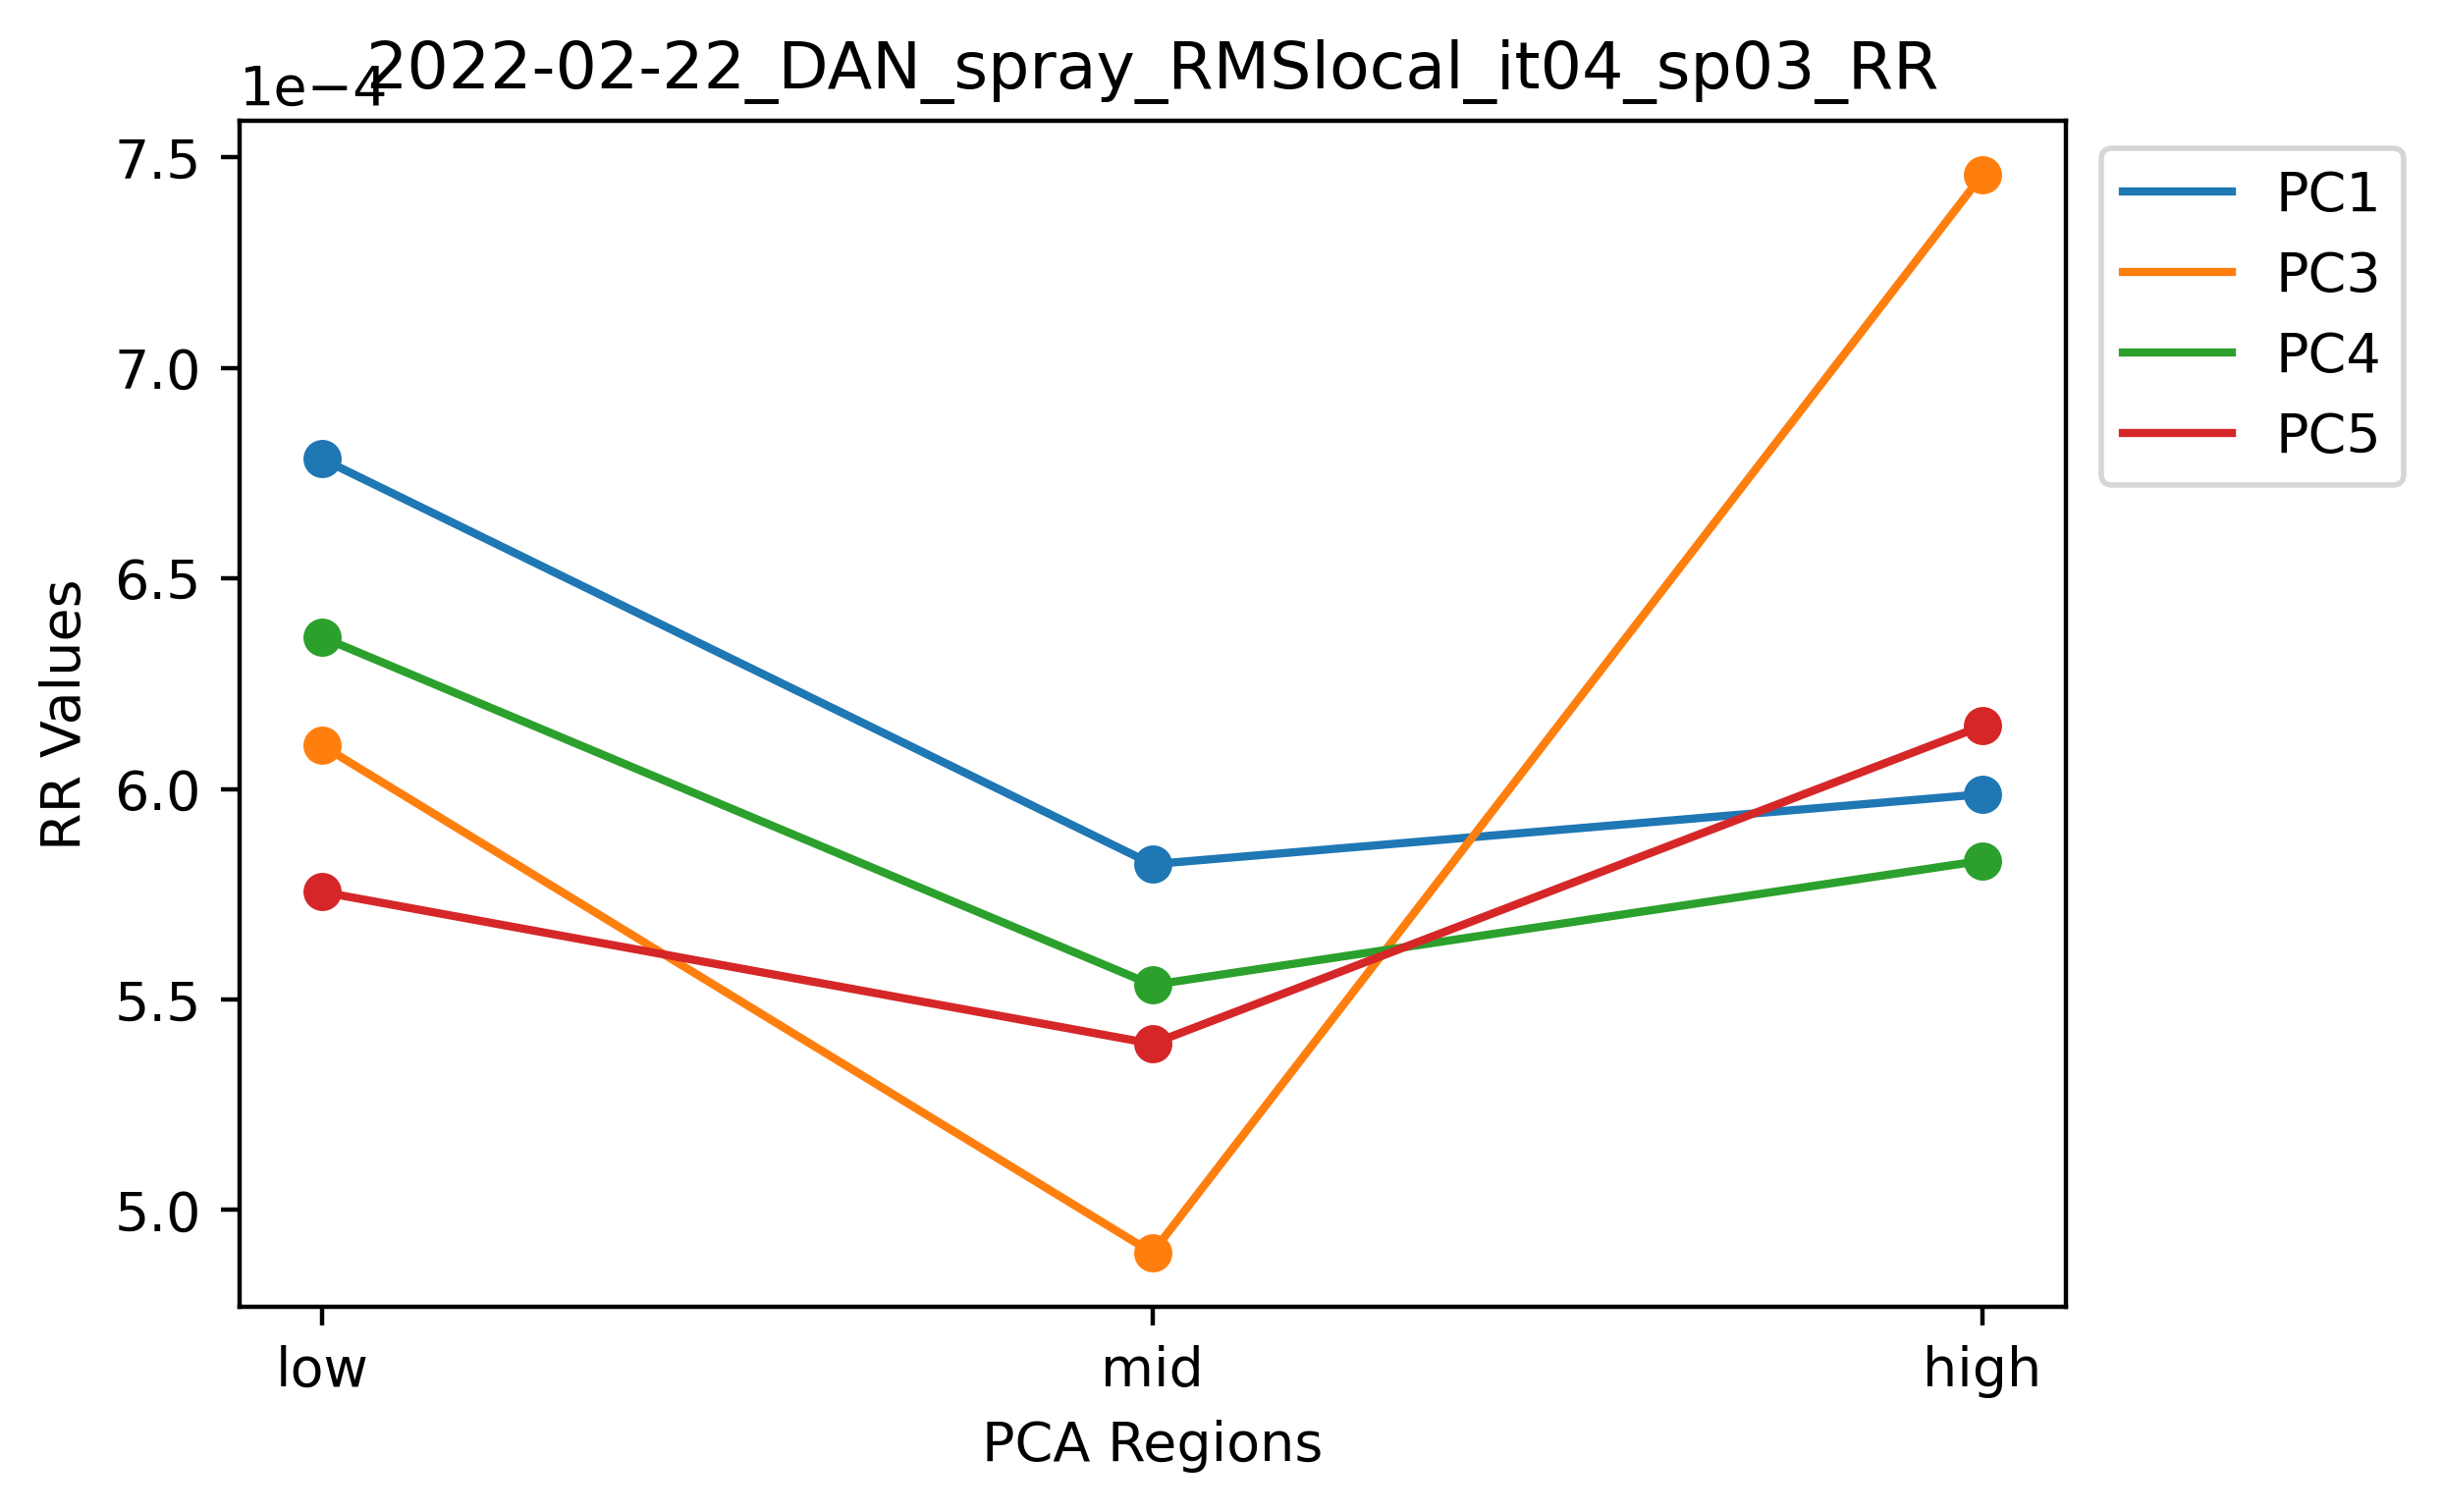 1e−4
2022-02-22_DAN_spray_RMSlocal_it04_sp03_RR
7.5
7.0
6.5
6.0
5.5
5.0
RR Values
low
mid
high
PCA Regions
PC1
PC3
PC4
PC5